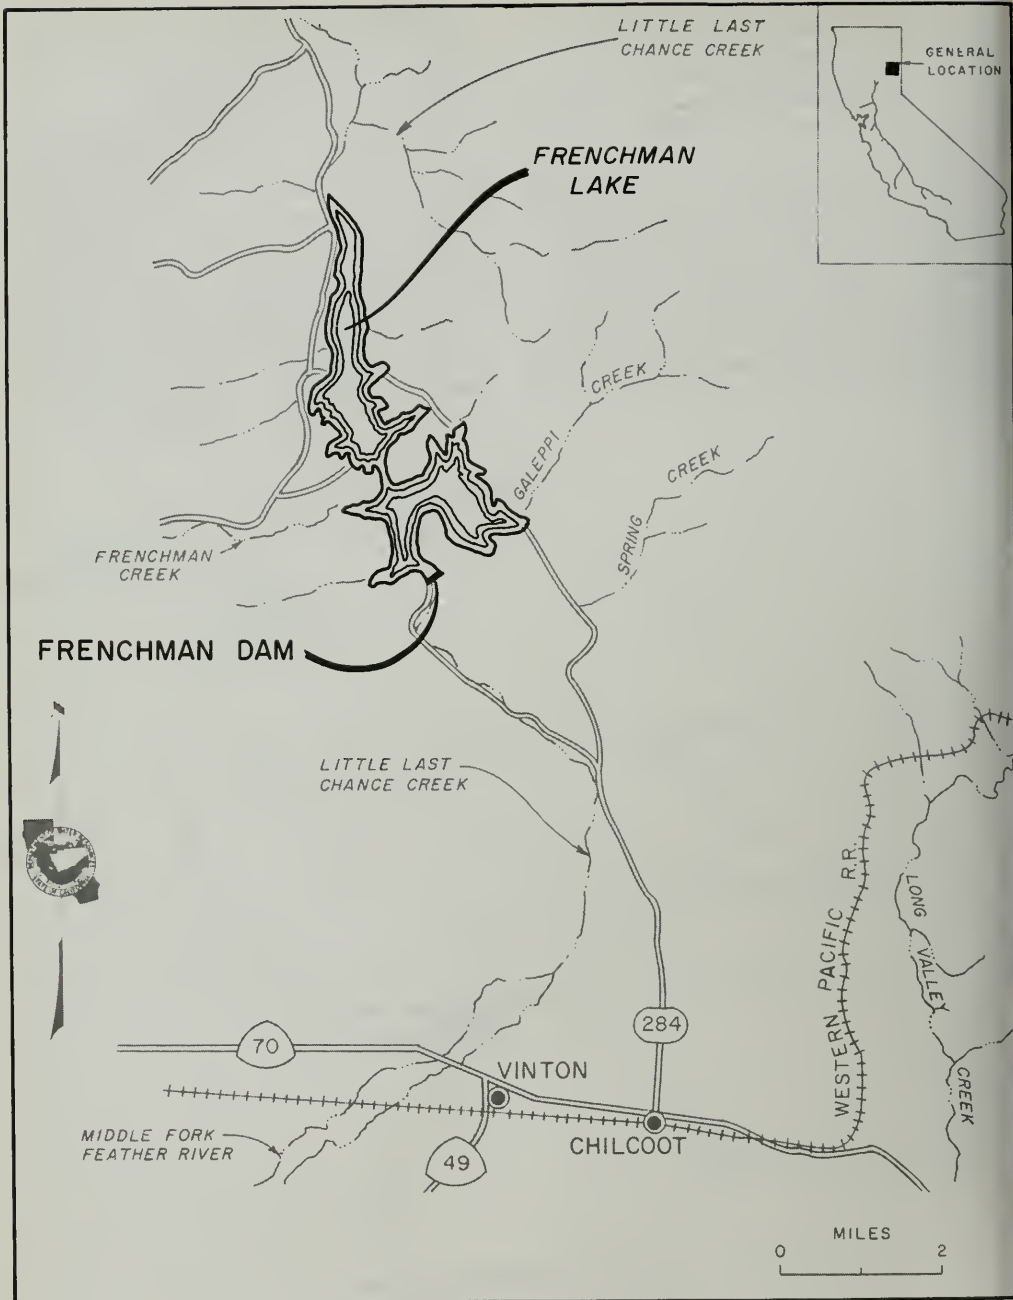 LITTLE LAST
CHANCE CREEK
GENERAL
LOCATION
FRENCHMAN
LAKE
CREEK
GALEPPI
CREEK
SPRING
FRENCHMAN
CREEK
FRENCHMAN DAM
LITTLE LAST
CHANCE CREEK
WESTERN PACIFIC R.R.
LONG VALLEY CREEK
284
70
VINTON
CHILCOOT
MIDDLE FORK
FEATHER RIVER
49
MILES
0 2